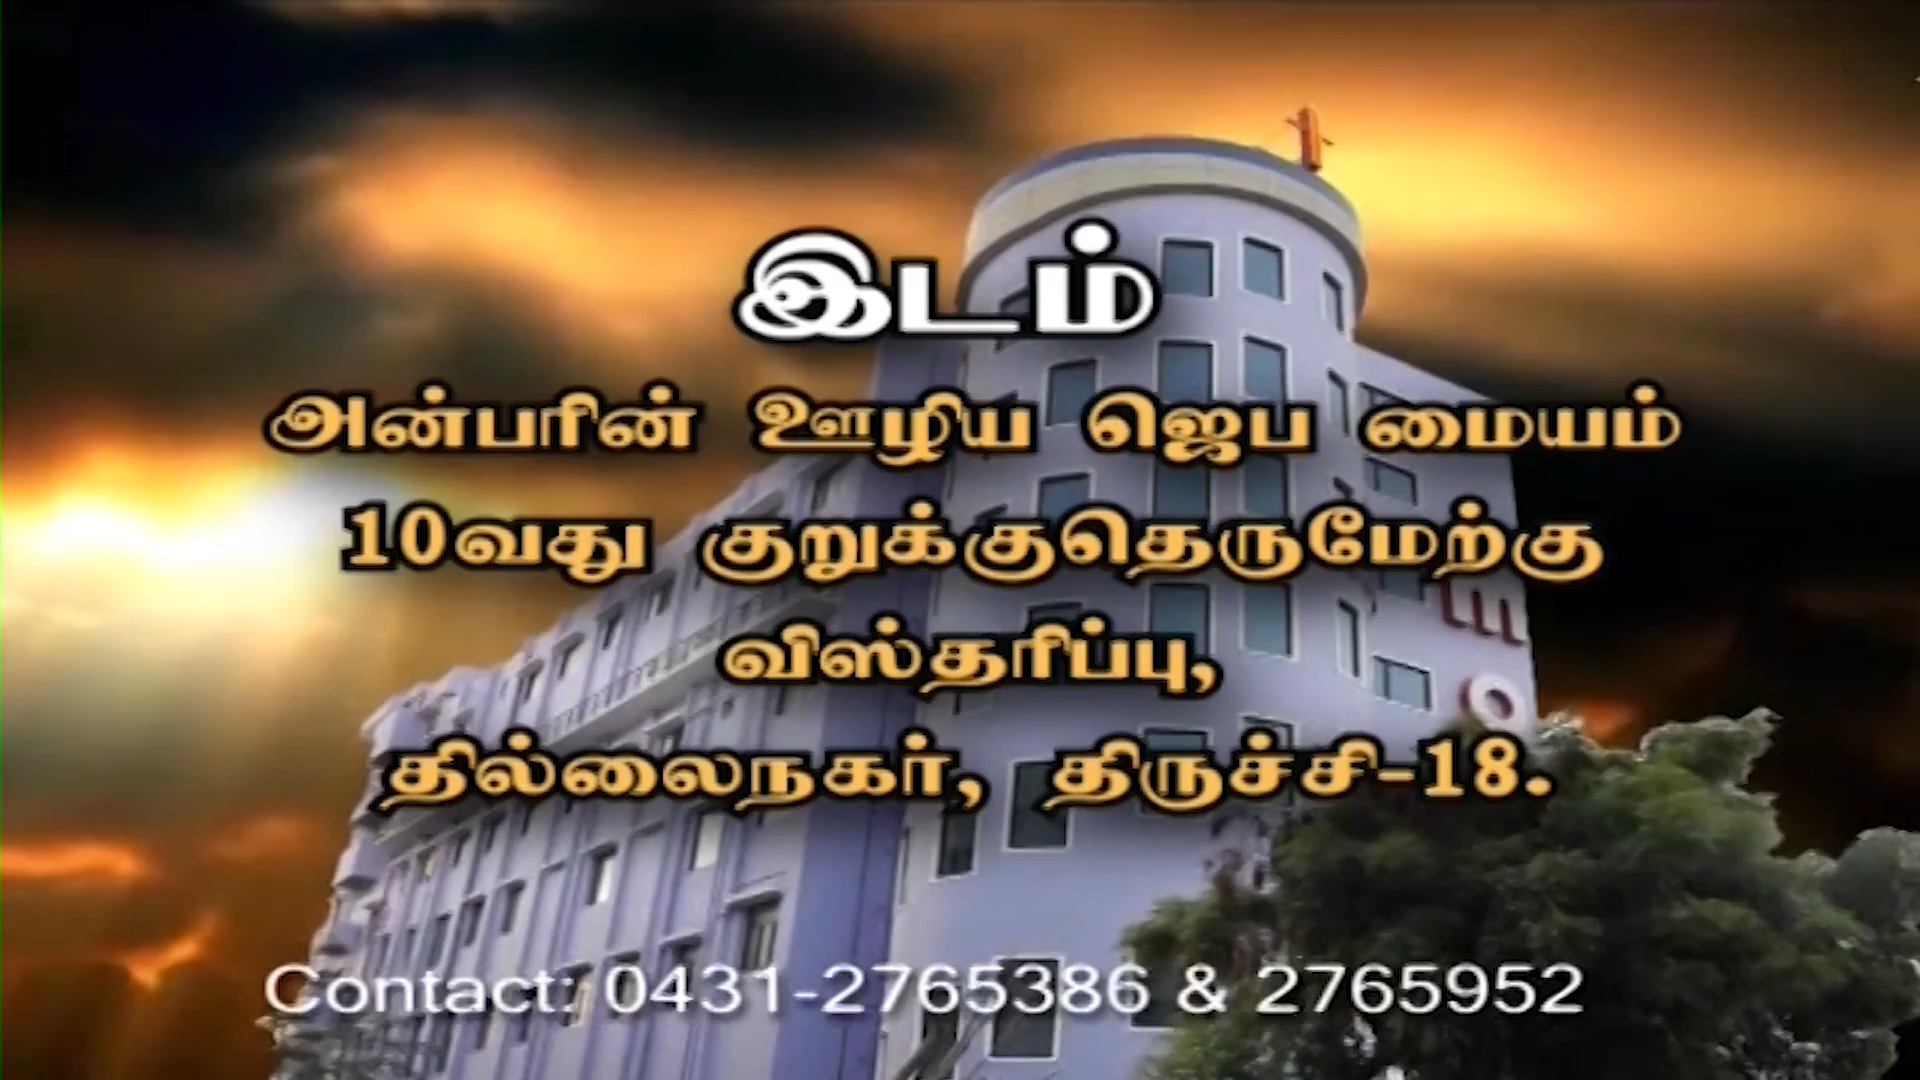 இடம்
அன்பரின் ஊழிய ஜெப மையம்
10வது குறுக்குதெருமேற்கு
விஸ்தரிப்பு,
தில்லைநகர், திருச்சி-18.
Contact: 0431-2765386 & 2765952